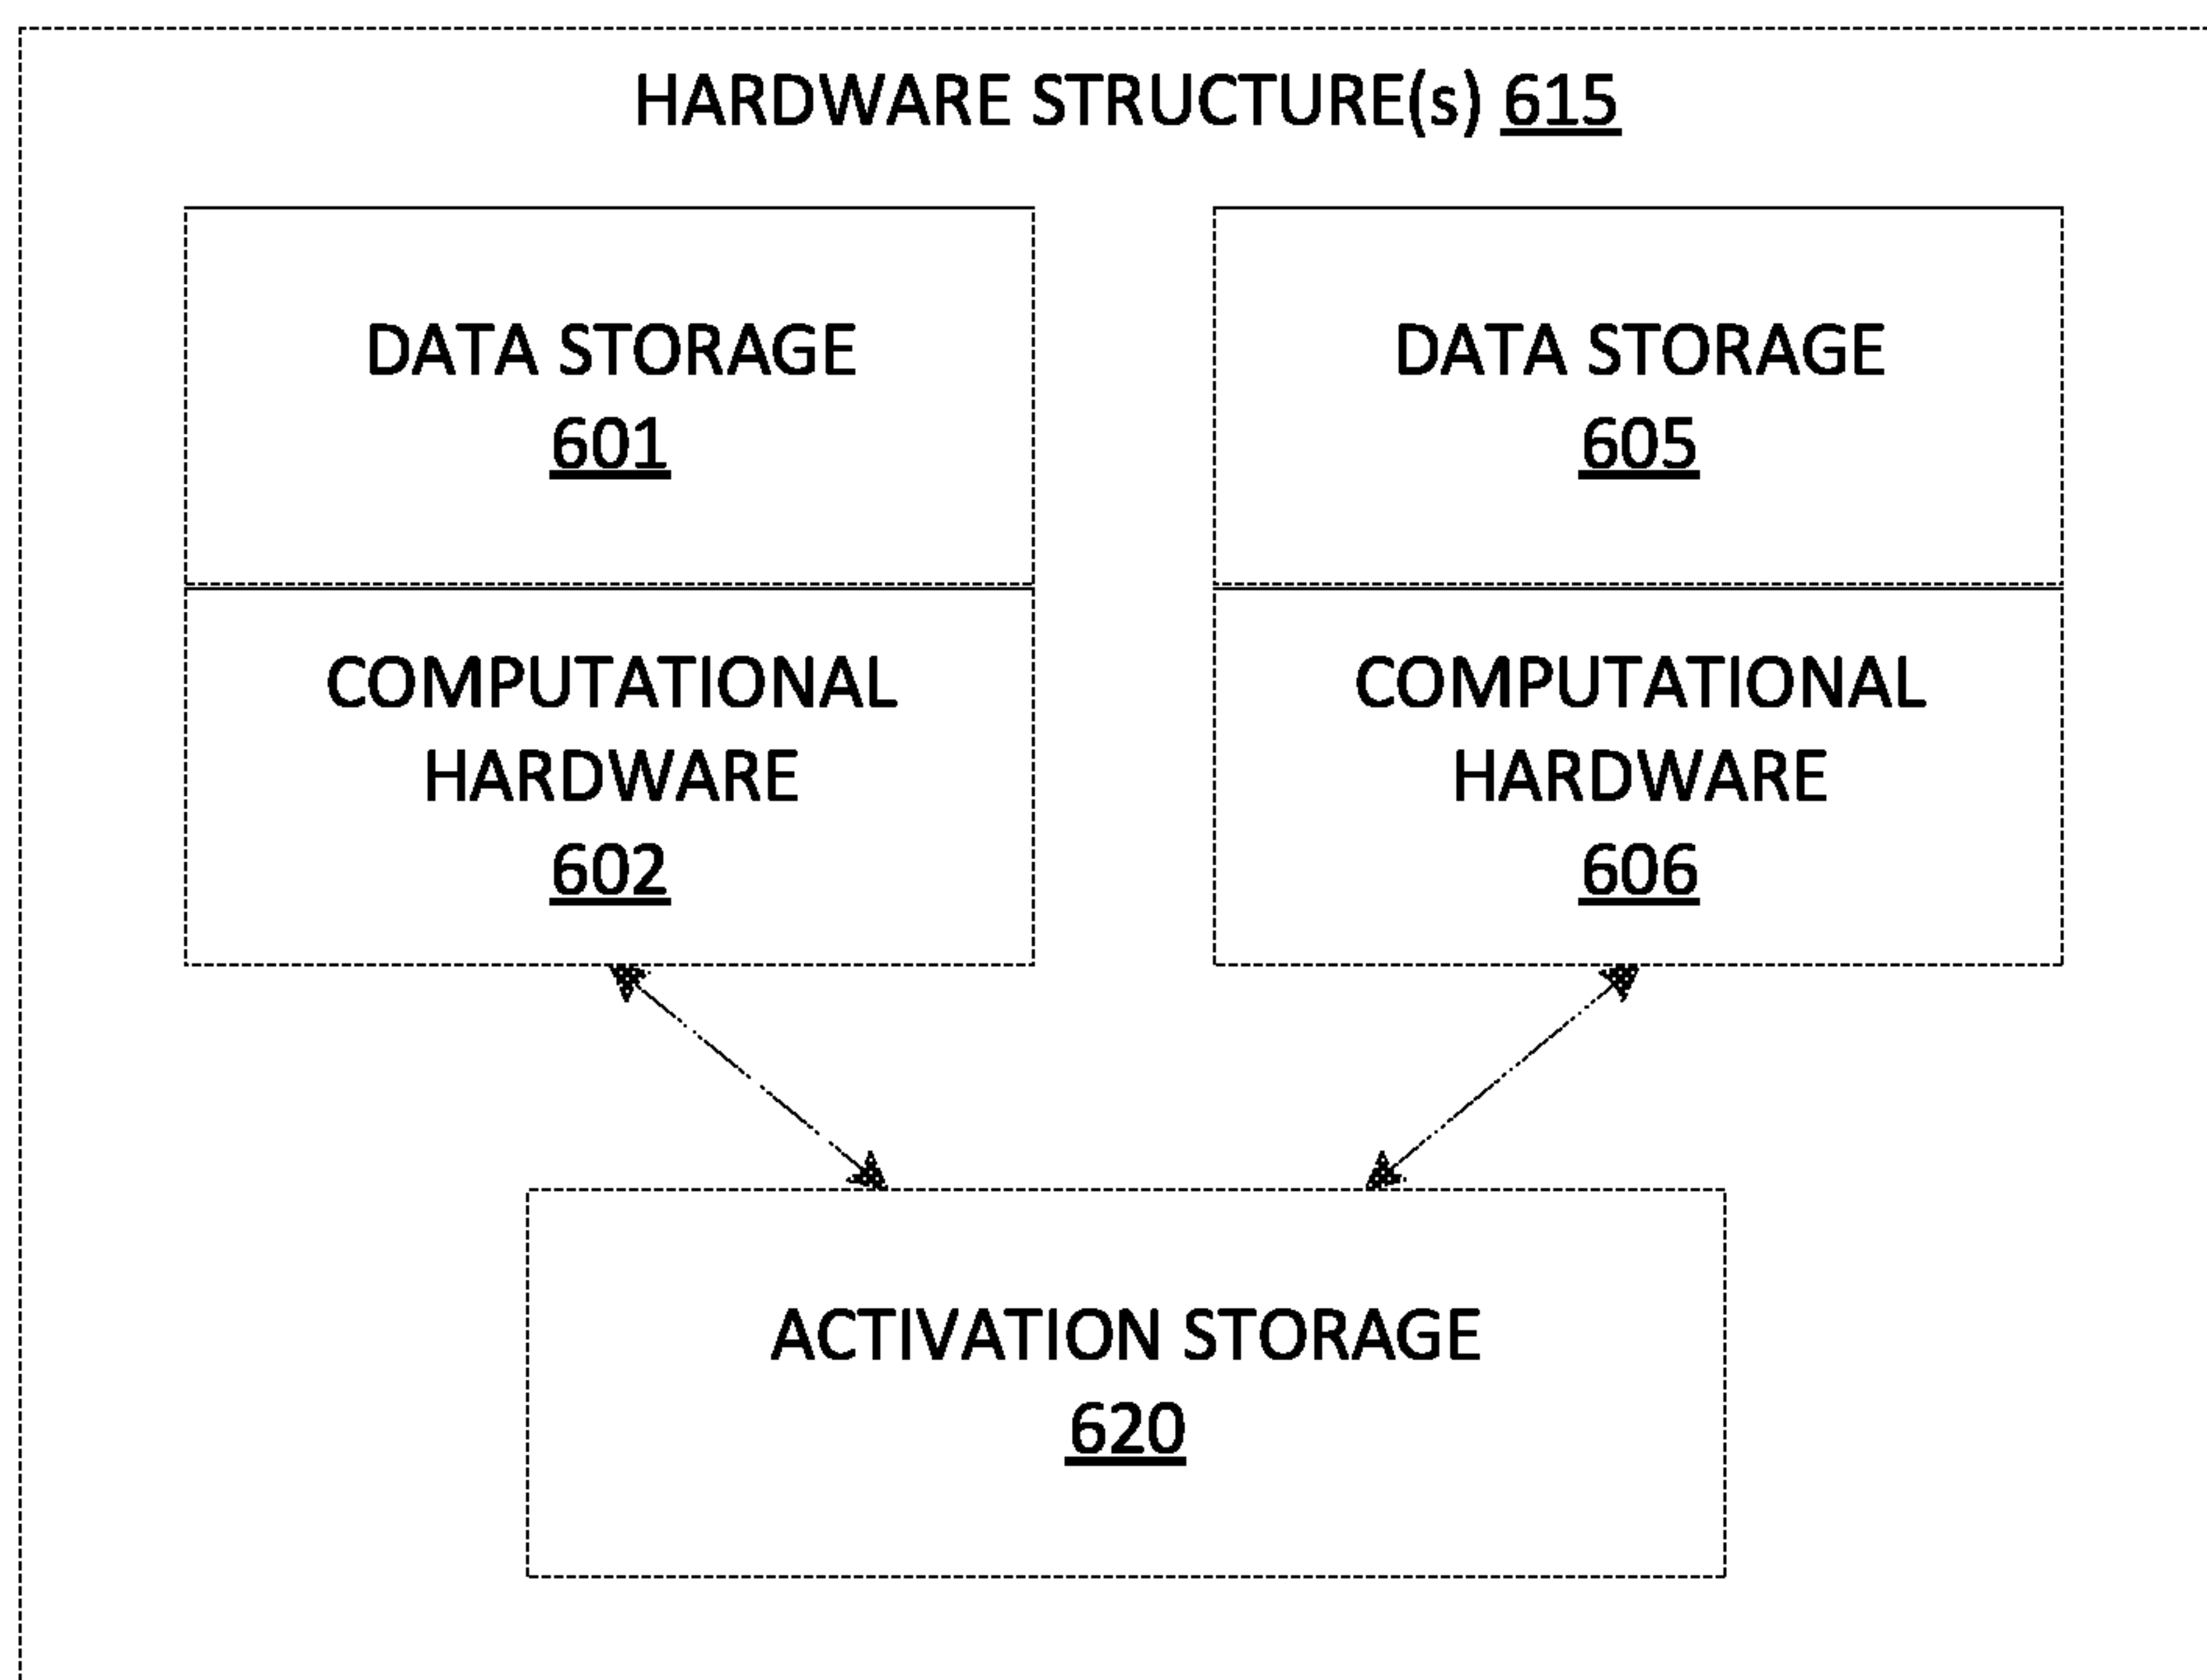 HARDWARE STRUCTURE(s) 615
DATA STORAGE
601
COMPUTATIONAL
HARDWARE
602
DATA STORAGE
605
COMPUTATIONAL
HARDWARE
606
ACTIVATION STORAGE
620